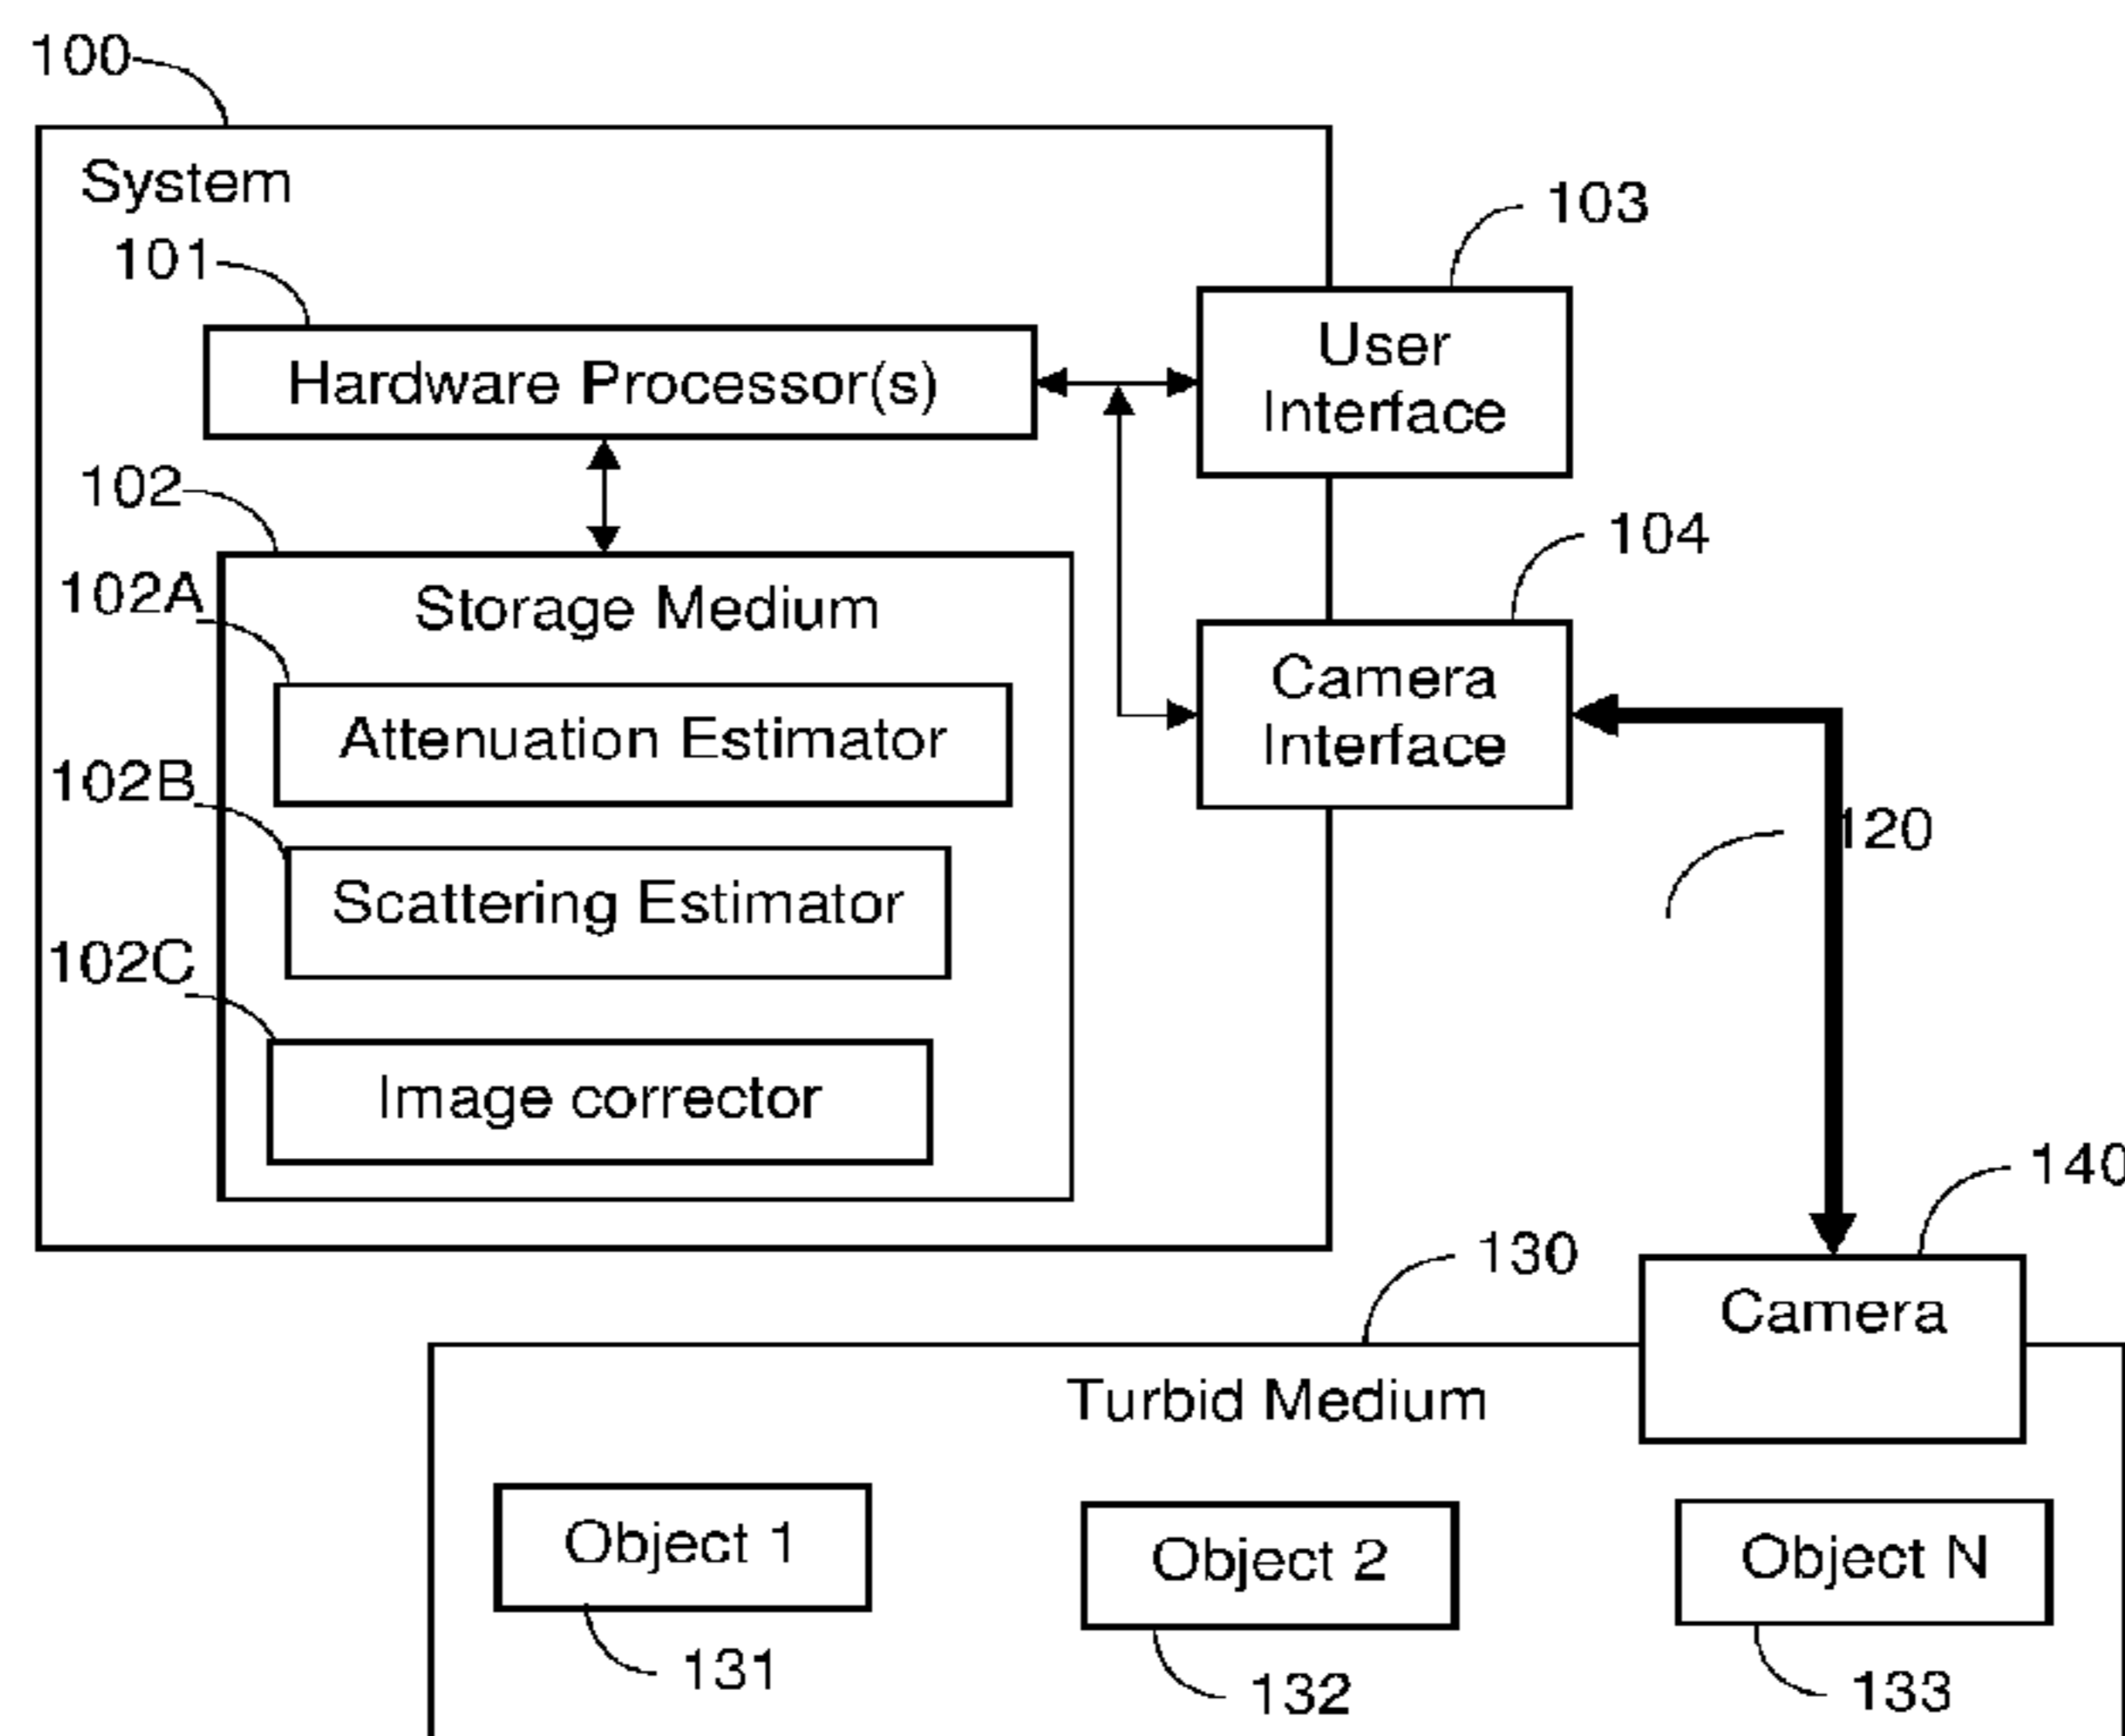 100
System
101
Hardware Processor(s)
103
User
Interface
102
Storage Medium
102A
Attenuation Estimator
102B
Scattering Estimator
102C
Image corrector
104
Camera
Interface
120
140
Camera
130
Turbid Medium
Object 1
131
Object 2
132
Object N
133